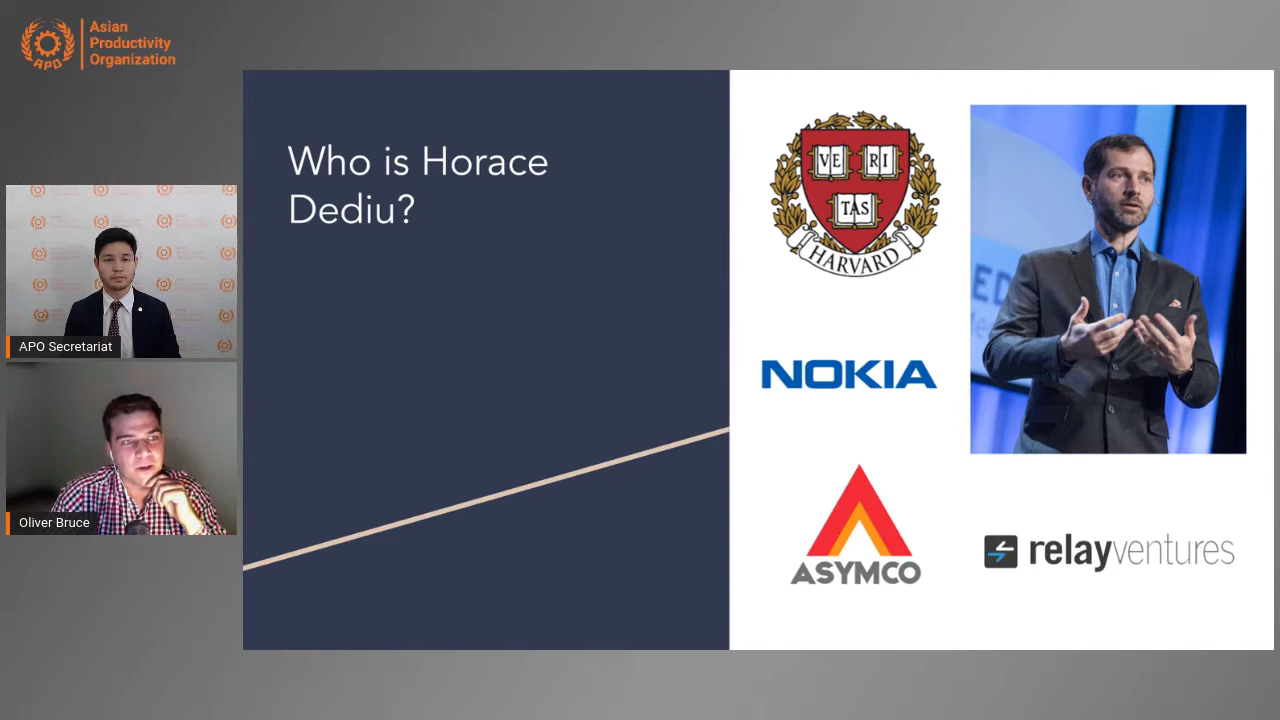 Asian
Productivity
Organization
APO
Who is Horace
Dediu?
VE RI
TAS
HARVARD
NOKIA
ASYMCO
relayventures
ED
APO Secretariat
Oliver Bruce